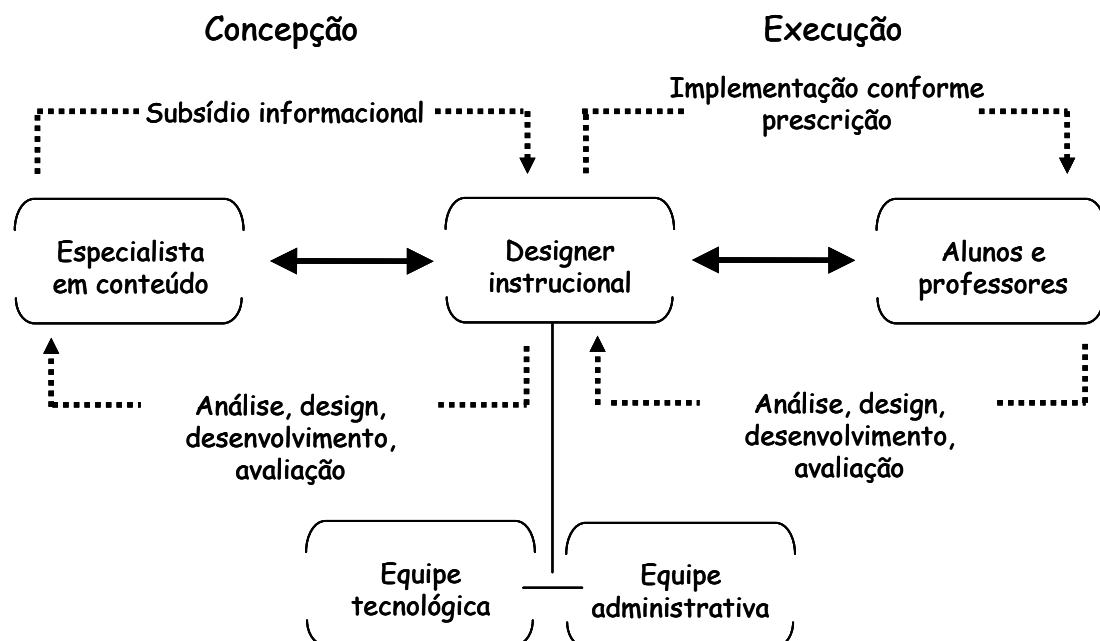 Concepção
Execução
Subsídio informacional
Implementação conforme
prescrição
Especialista
em conteúdo
Designer
instrucional
Alunos e
professores
Análise, design,
desenvolvimento,
avaliação
Análise, design,
desenvolvimento,
avaliação
Equipe
tecnológica
Equipe
administrativa